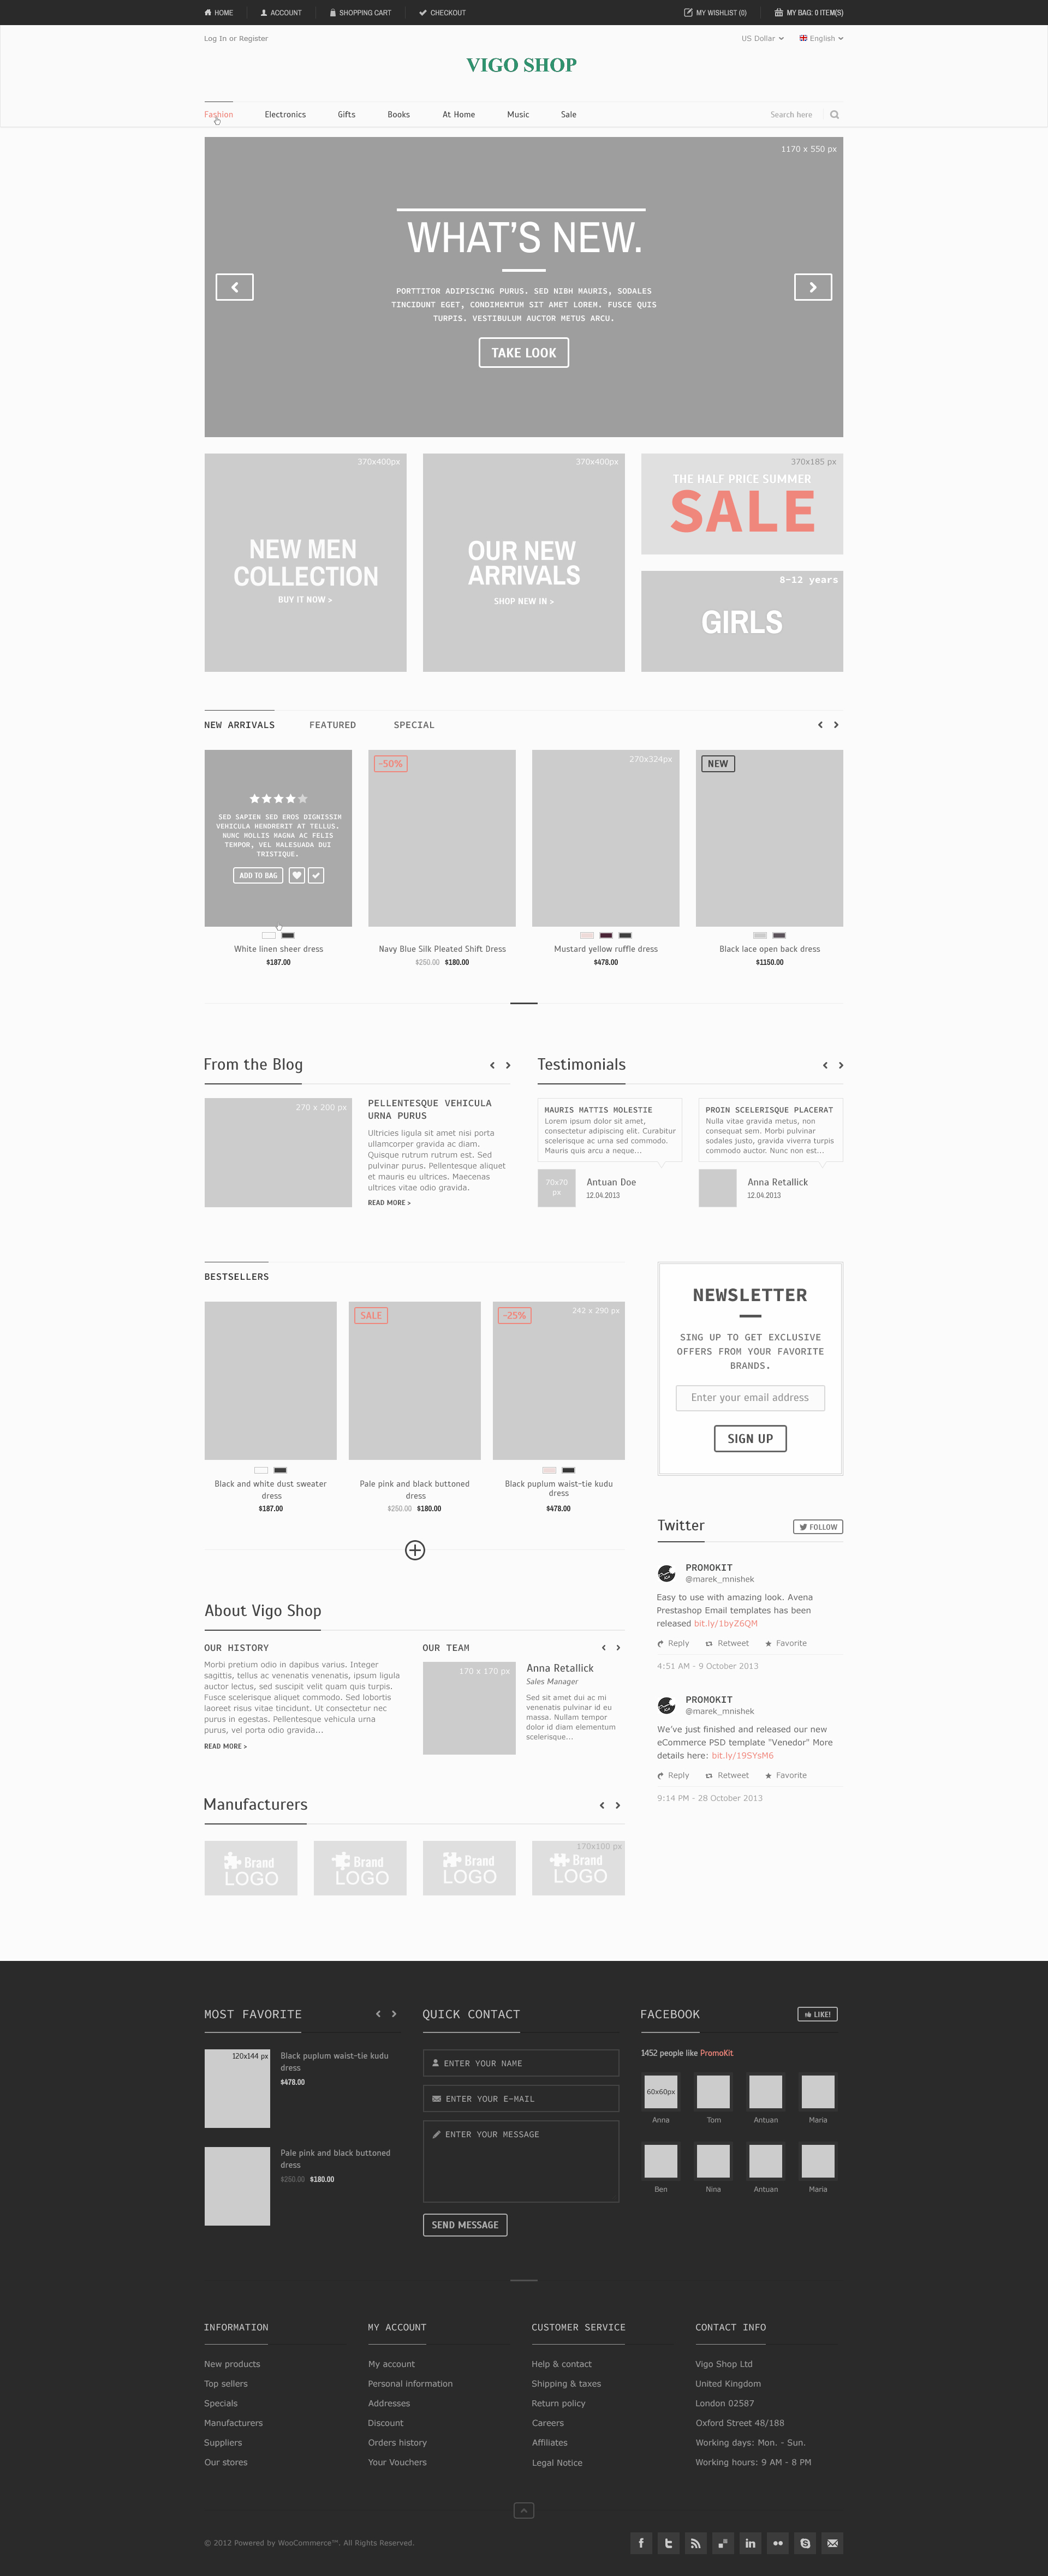 HOME ACCOUNT SHOPPING CART CHECKOUT MY WISHLIST (0) MY BAG: 0 ITEM(S)
Log In or Register US Dollar English
VIGO SHOP
Fashion Electronics Gifts Books At Home Music Sale Search here
1170 x 550 px
WHAT'S NEW.
PORTTITOR ADIPISCING PURUS. SED NIBH MAURIS, SODALES
TINCIDUNT EGET, CONDIMENTUM SIT AMET LOREM. FUSCE QUIS
TURPIS. VESTIBULUM AUCTOR METUS ARCU.
TAKE LOOK
370x400px
NEW MEN
COLLECTION
BUY IT NOW >
370x400px
OUR NEW
ARRIVALS
SHOP NEW IN >
370x185 px
THE HALF PRICE SUMMER
SALE
8-12 years
GIRLS
NEW ARRIVALS FEATURED SPECIAL
SED SAPIEN SED EROS DIGNISSIM
VEHICULA HENDRERIT AT TELLUS.
NUNC MOLLIS MAGNA AC FELIS
TEMPOR, VEL MALESUADA DUI
TRISTIQUE.
ADD TO BAG
White linen sheer dress
$187.00
-50%
Navy Blue Silk Pleated Shift Dress
$250.00 $180.00
270x324px
Mustard yellow ruffle dress
$478.00
NEW
Black lace open back dress
$1150.00
From the Blog
270 x 200 px
PELLENTESQUE VEHICULA
URNA PURUS
Ultricies ligula sit amet nisi porta
ullamcorper gravida ac diam.
Quisque rutrum rutrum est. Sed
pulvinar purus. Pellentesque aliquet
et mauris eu ultrices. Maecenas
ultrices vitae odio gravida.
READ MORE >
Testimonials
MAURIS MATTIS MOLESTIE
Lorem ipsum dolor sit amet,
consectetur adipiscing elit. Curabitur
scelerisque ac urna sed commodo.
Mauris quis arcu a neque...
70x70
px
Antuan Doe
12.04.2013
PROIN SCELERISQUE PLACERAT
Nulla vitae gravida metus, non
consequat sem. Morbi pulvinar
sodales justo, gravida viverra turpis
commodo auctor. Nunc non est...
Anna Retallick
12.04.2013
BESTSELLERS
Black and white dust sweater
dress
$187.00
SALE
Pale pink and black buttoned
dress
$250.00 $180.00
-25%
242 x 290 px
Black puplum waist-tie kudu
dress
$478.00
NEWSLETTER
SING UP TO GET EXCLUSIVE
OFFERS FROM YOUR FAVORITE
BRANDS.
Enter your email address
SIGN UP
Twitter FOLLOW
PROMOKIT
@marek_mnishek
Easy to use with amazing look. Avena
Prestashop Email templates has been
released bit.ly/1byZ6QM
Reply Retweet Favorite
4:51 AM - 9 October 2013
PROMOKIT
@marek_mnishek
We've just finished and released our new
eCommerce PSD template "Venedor" More
details here: bit.ly/195YsM6
Reply Retweet Favorite
9:14 PM - 28 October 2013
About Vigo Shop
OUR HISTORY
Morbi pretium odio in dapibus varius. Integer
sagittis, tellus ac venenatis venenatis, ipsum ligula
auctor lectus, sed suscipit velit quam quis turpis.
Fusce scelerisque aliquet commodo. Sed lobortis
laoreet risus vitae tincidunt. Ut consectetur nec
purus in egestas. Pellentesque vehicula urna
purus, vel porta odio gravida...
READ MORE >
OUR TEAM
170 x 170 px
Anna Retallick
Sales Manager
Sed sit amet dui ac mi
venenatis pulvinar id eu
massa. Nullam tempor
dolor id diam elementum
scelerisque...
Manufacturers
170x100 px
Brand Brand Brand Brand
LOGO LOGO LOGO LOGO
MOST FAVORITE
120x144 px
Black puplum waist-tie kudu
dress
$478.00
Pale pink and black buttoned
dress
$250.00 $180.00
QUICK CONTACT
ENTER YOUR NAME
ENTER YOUR E-MAIL
ENTER YOUR MESSAGE
SEND MESSAGE
FACEBOOK LIKE!
1452 people like PromoKit
60x60px
Anna Tom Antuan Maria
Ben Nina Antuan Maria
INFORMATION
New products
Top sellers
Specials
Manufacturers
Suppliers
Our stores
MY ACCOUNT
My account
Personal information
Addresses
Discount
Orders history
Your Vouchers
CUSTOMER SERVICE
Help & contact
Shipping & taxes
Return policy
Careers
Affiliates
Legal Notice
CONTACT INFO
Vigo Shop Ltd
United Kingdom
London 02587
Oxford Street 48/188
Working days: Mon. - Sun.
Working hours: 9 AM - 8 PM
© 2012 Powered by WooCommerce™. All Rights Reserved.